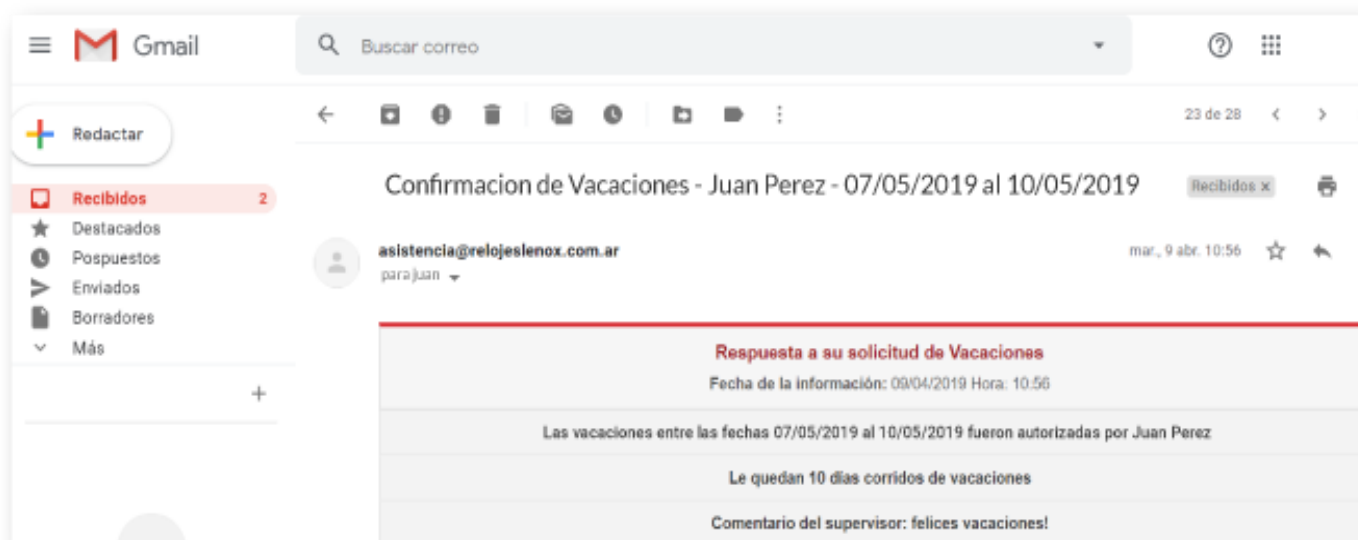 Gmail
Buscar correo
Redactar
23 de 28
Confirmacion de Vacaciones - Juan Perez - 07/05/2019 al 10/05/2019
Recibidos x
Recibidos 2
Destacados
Pospuestos
Enviados
Borradores
Más
asistencia@relojeslenox.com.ar
mar., 9 abr. 10:56
para juan
Respuesta a su solicitud de Vacaciones
Fecha de la información: 09/04/2019 Hora: 10:56
Las vacaciones entre las fechas 07/05/2019 al 10/05/2019 fueron autorizadas por Juan Perez
Le quedan 10 dias corridos de vacaciones
Comentario del supervisor: felices vacaciones!